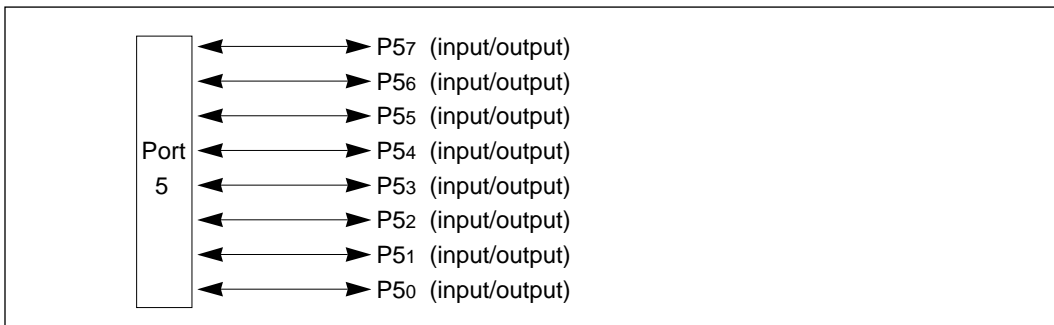 P57 (input/output)
P56 (input/output)
P55 (input/output)
Port
5
P54 (input/output)
P53 (input/output)
P52 (input/output)
P51 (input/output)
P50 (input/output)